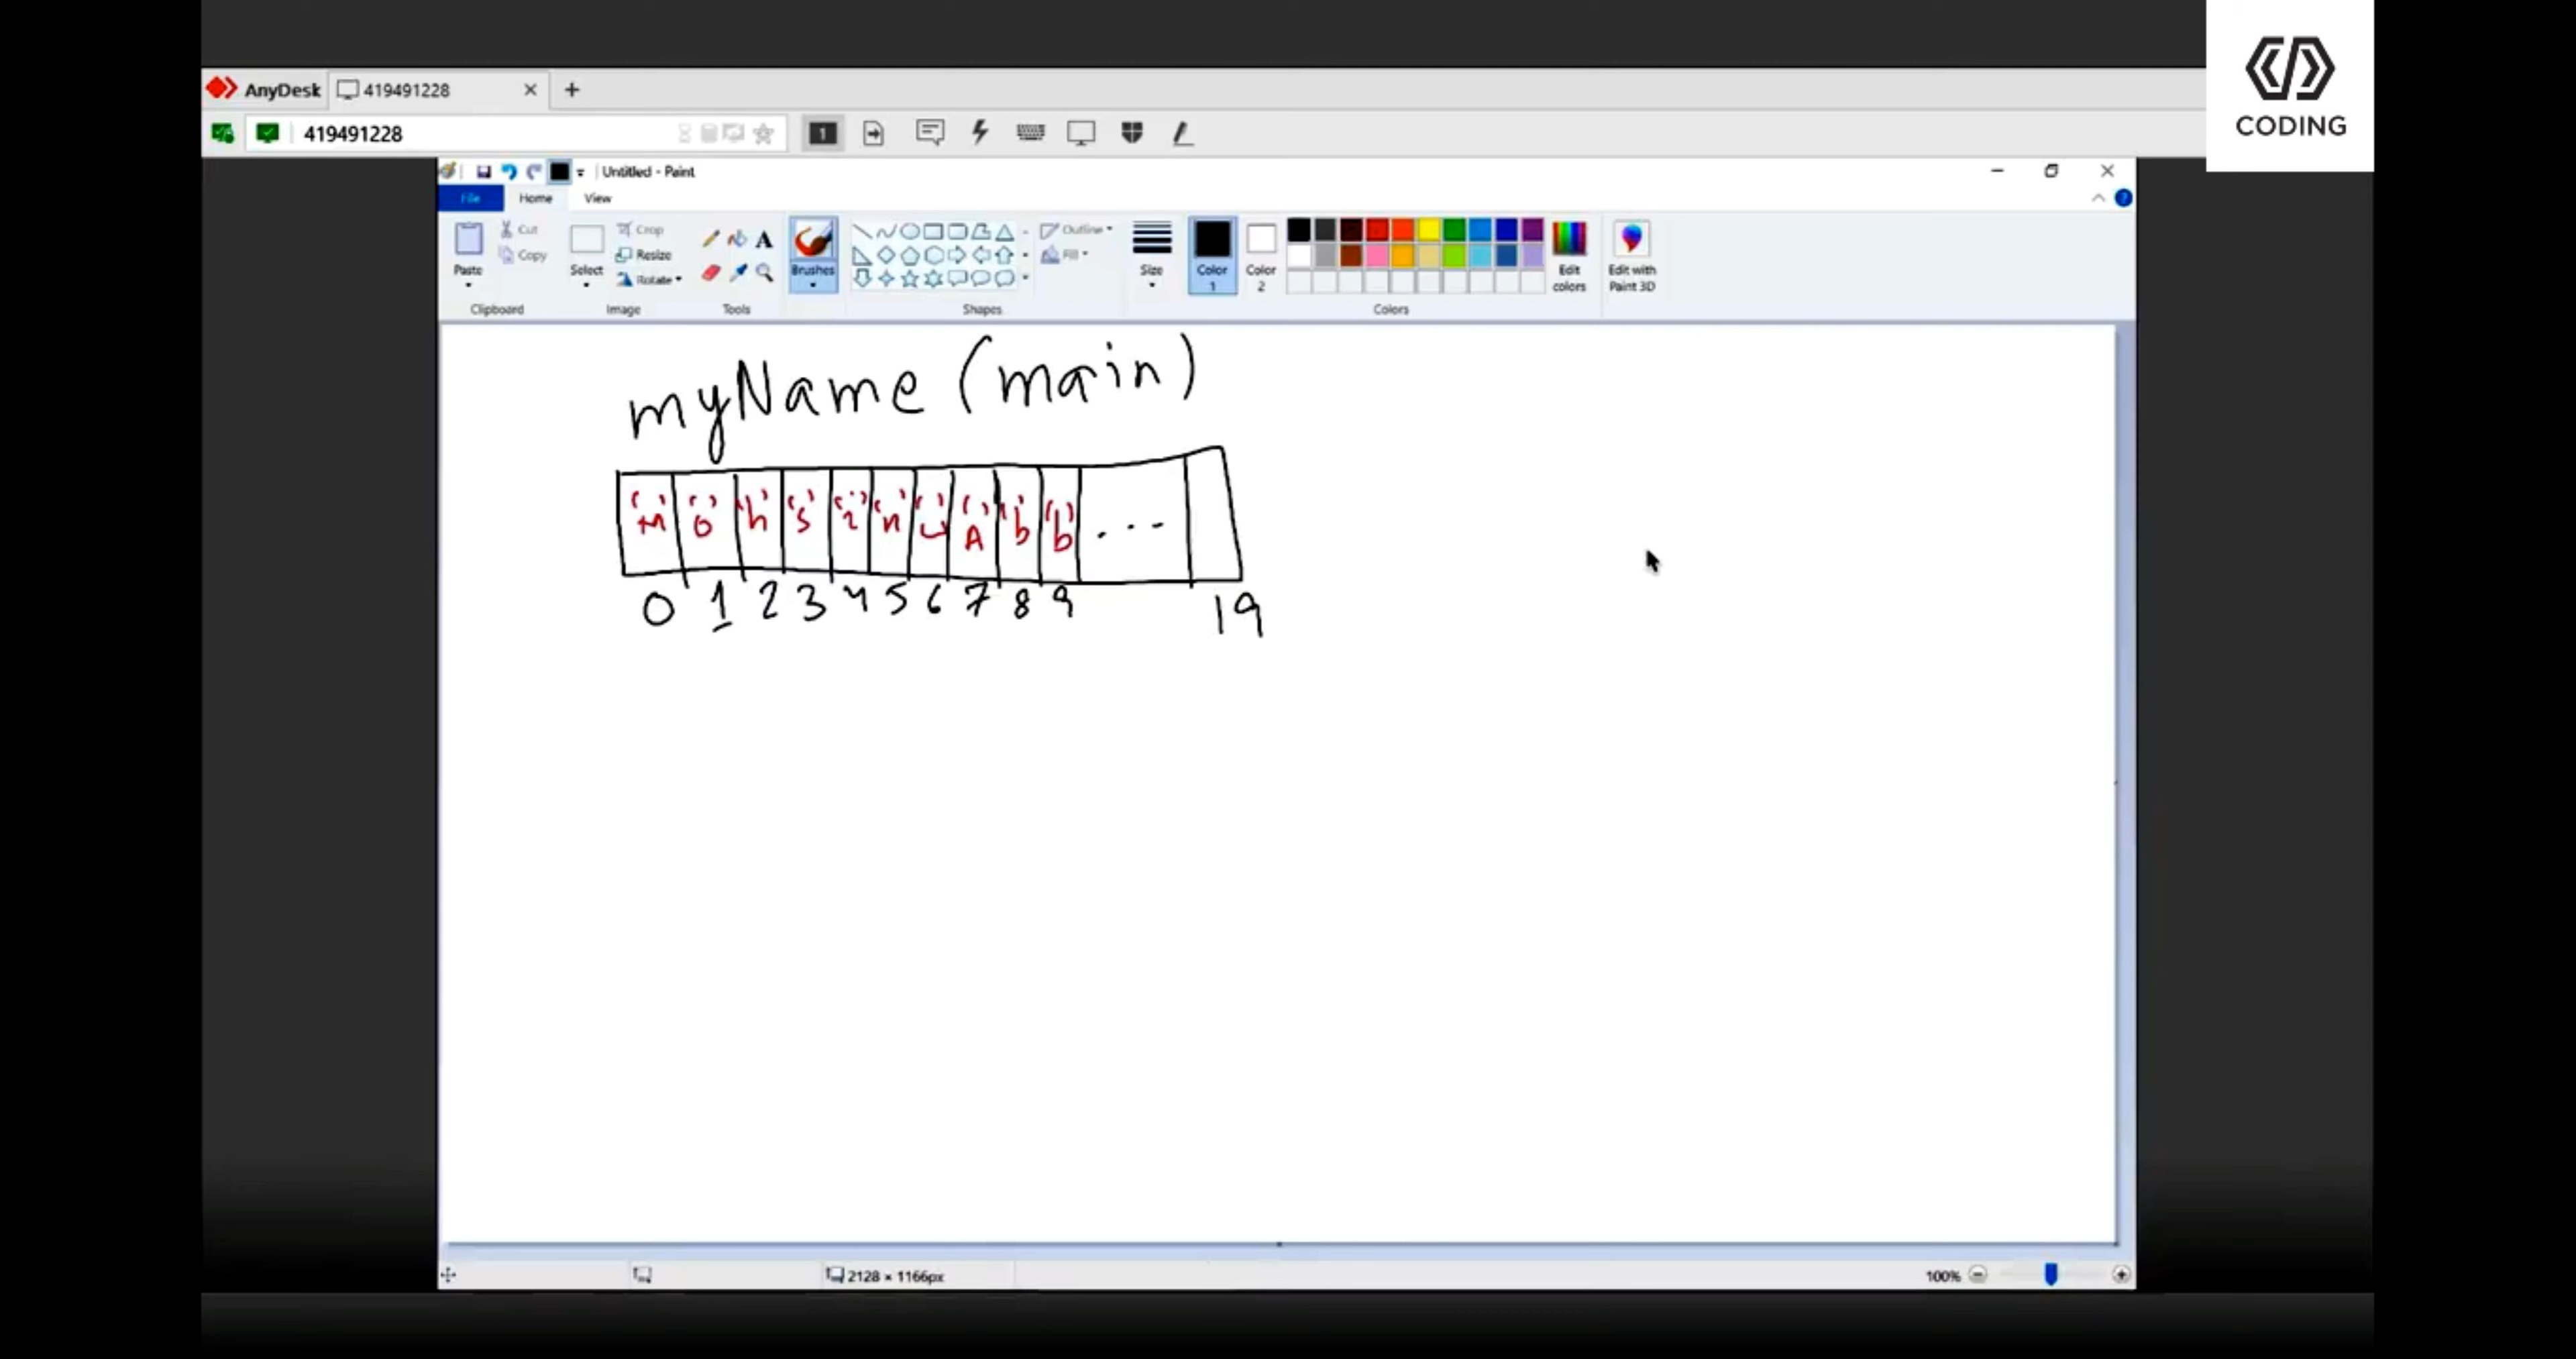 AnyDesk 419491228
419491228 1
CODING
Untitled - Paint
File Home View
Paste Cut Copy Clipboard
Select Crop Resize Rotate Image
Tools
Brushes
Shapes Outline Fill
Size
Color 1 Color 2
Edit colors Colors
Edit with Paint 3D
myName (main)
'M' 'o' 'h' 's' 'i' 'n' '␣' 'A' 'b' 'b' ...
0 1 2 3 4 5 6 7 8 9 19
2128 × 1166px 100%